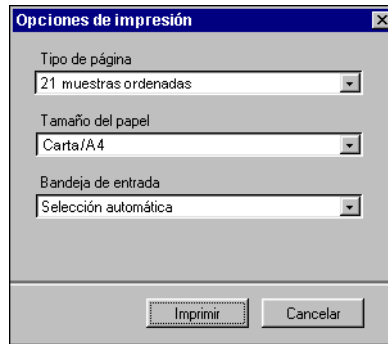 Opciones de impresión
Tipo de página
21 muestras ordenadas
Tamaño del papel
Carta/A4
Bandeja de entrada
Selección automática
Imprimir
Cancelar